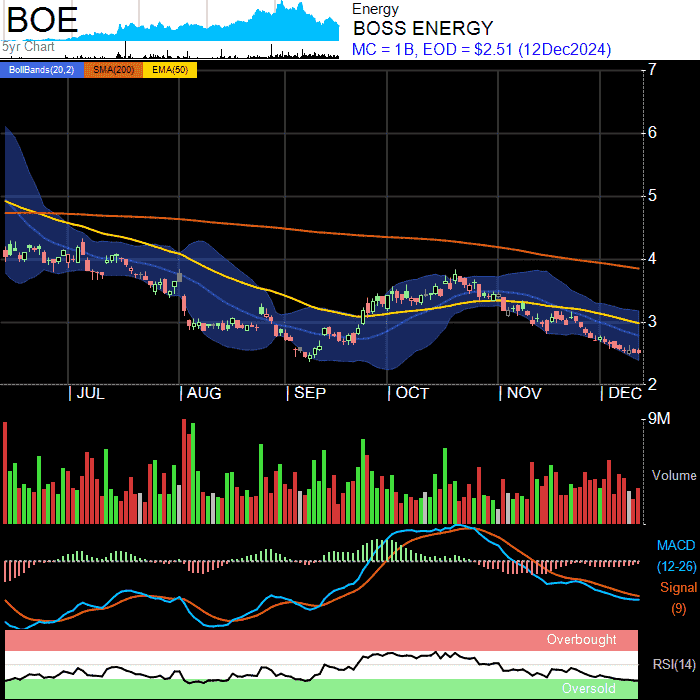 BOE
5yr Chart
Energy
BOSS ENERGY
MC = 1B, EOD = $2.51 (12Dec2024)
BollBands(20,2) SMA(200) EMA(50)
7
6
5
4
3
2
JUL AUG SEP OCT NOV DEC
9M
Volume
MACD
(12-26)
Signal
(9)
Overbought
RSI(14)
Oversold